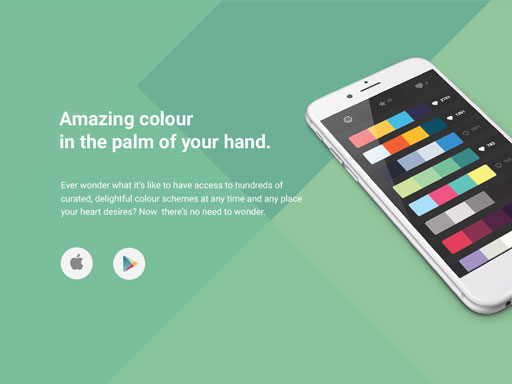 Amazing colour
in the palm of your hand.
Ever wonder what it's like to have access to hundreds of
curated, delightful colour schemes at any time and any place
your heart desires? Now there's no need to wonder.